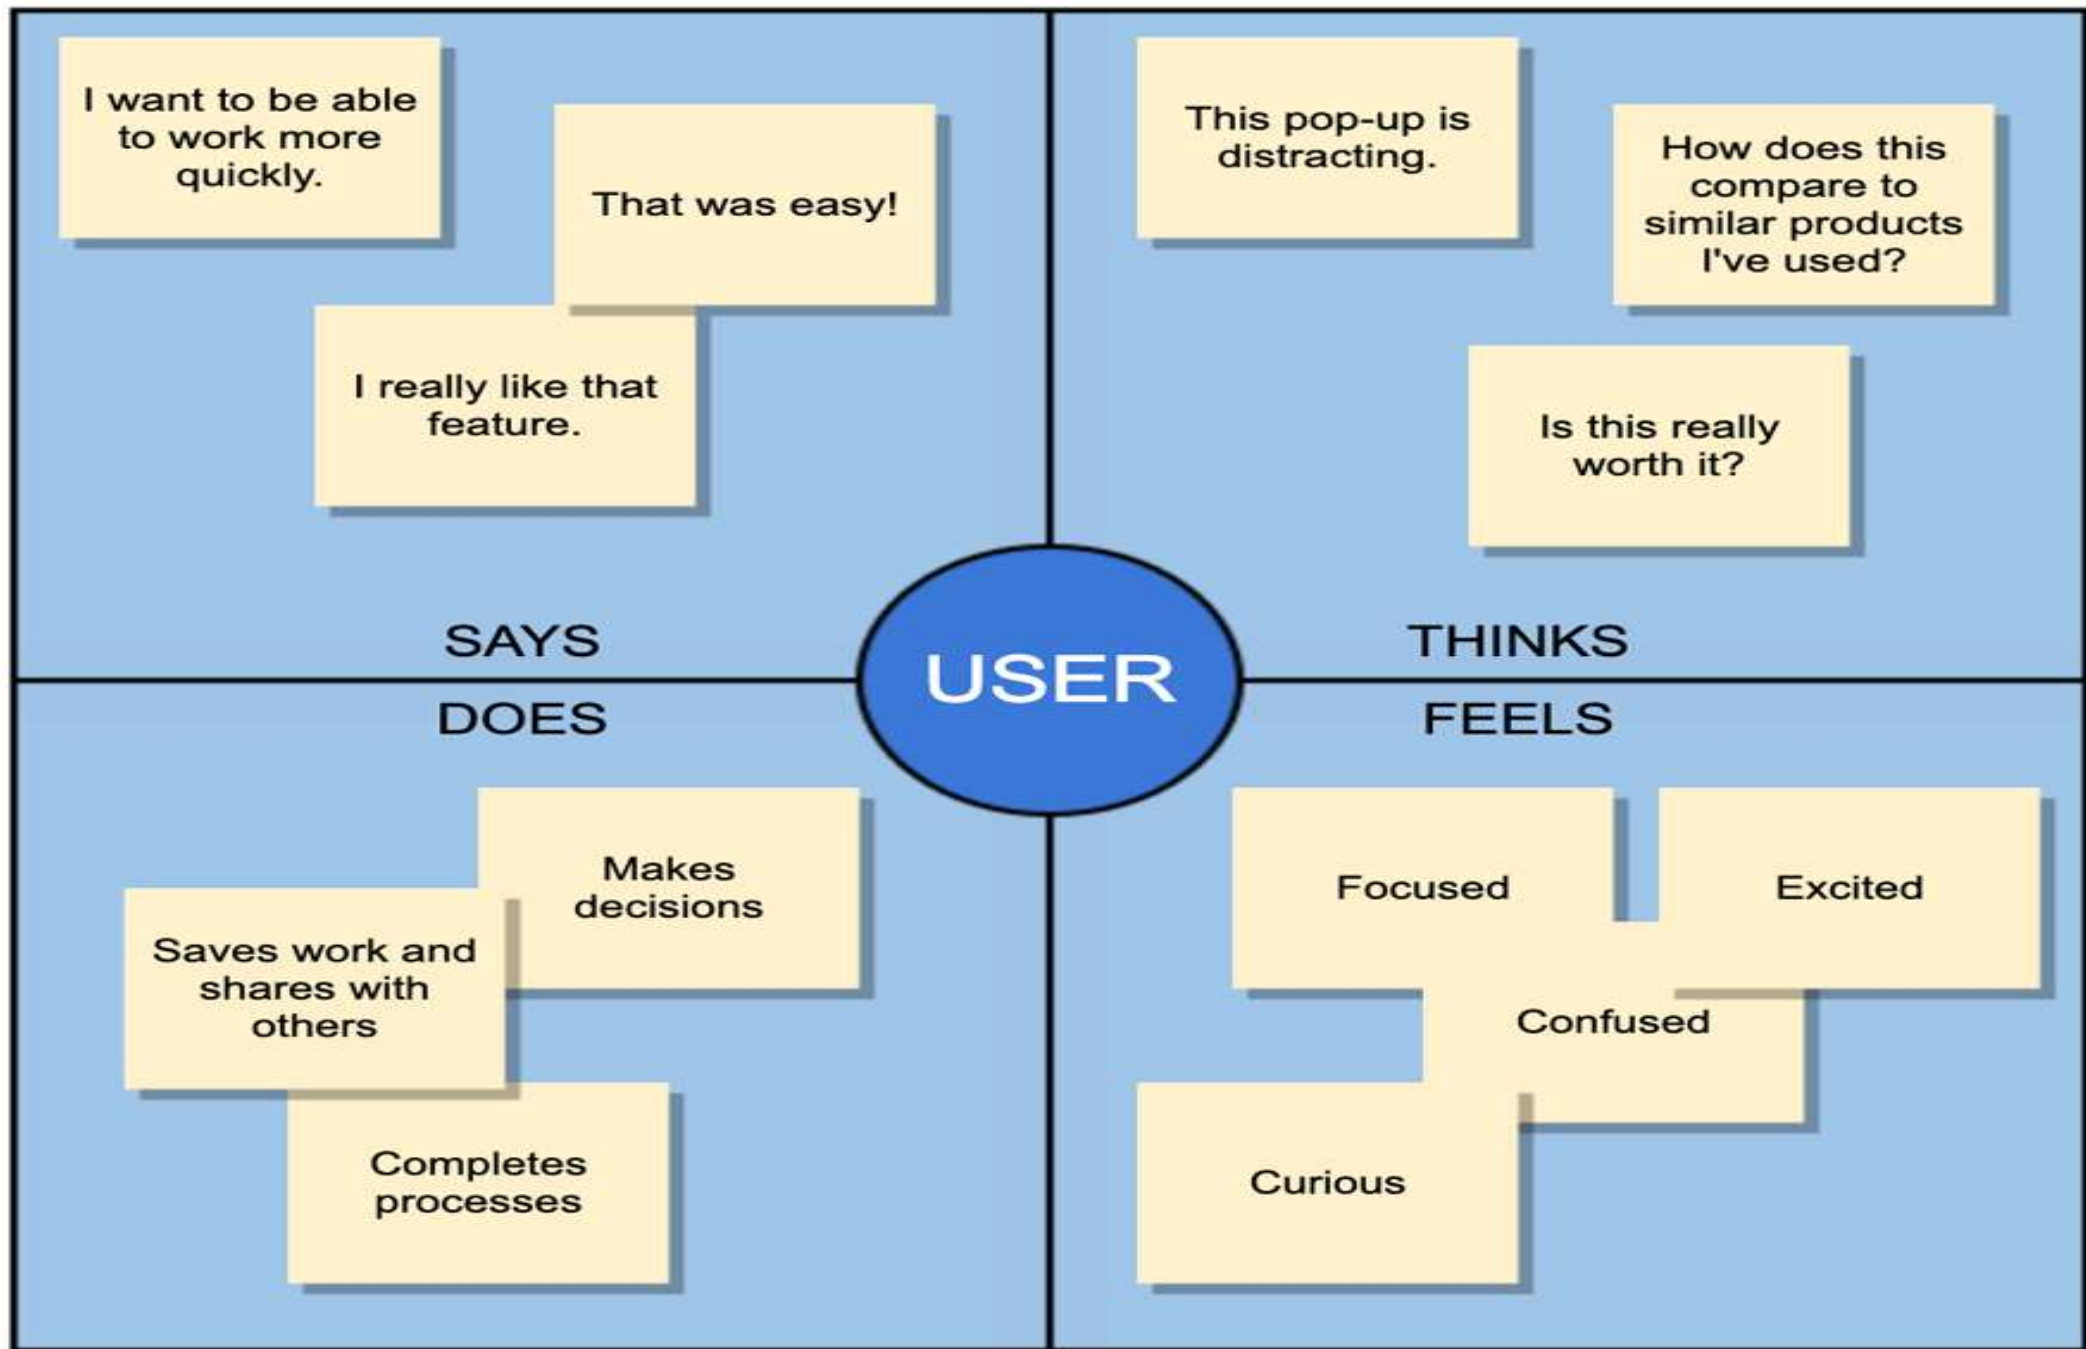 I want to be able
to work more
quickly.
That was easy!
I really like that
feature.
SAYS
This pop-up is
distracting.
How does this
compare to
similar products
I've used?
Is this really
worth it?
THINKS
USER
DOES
Makes
decisions
Saves work and
shares with
others
Completes
processes
FEELS
Focused
Excited
Confused
Curious